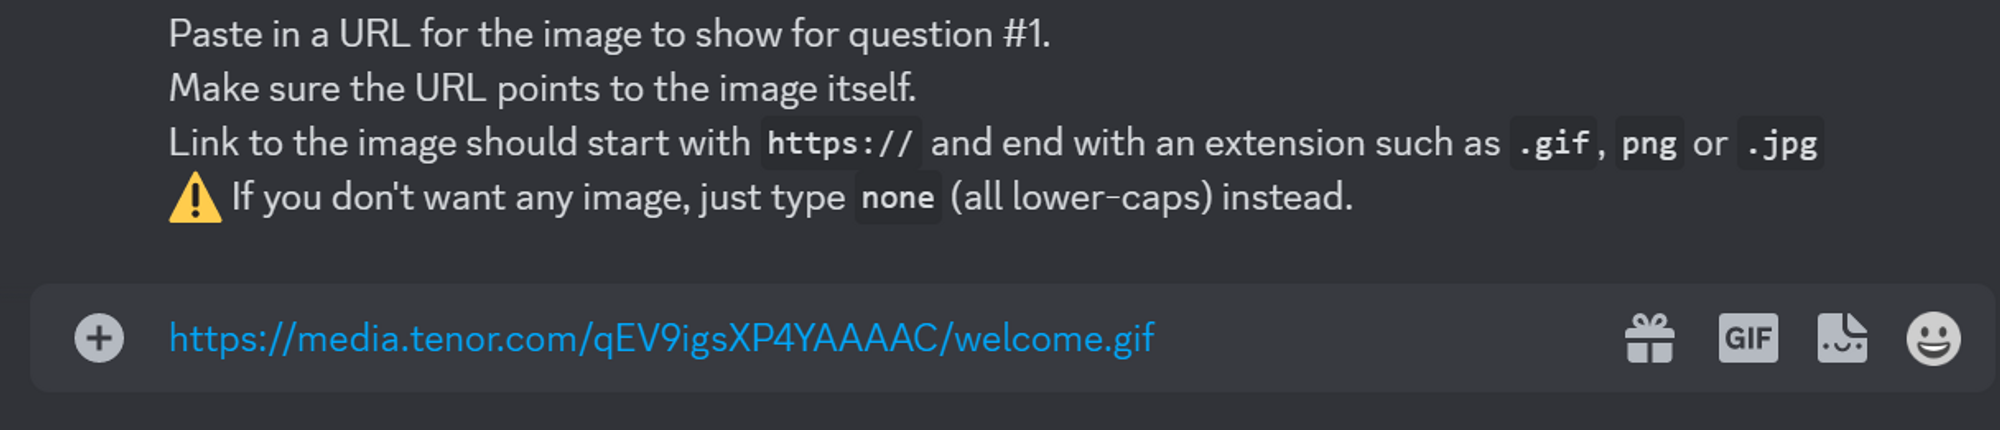 Paste in a URL for the image to show for question #1.
Make sure the URL points to the image itself.
Link to the image should start with https:// and end with an extension such as .gif, png or .jpg
If you don't want any image, just type none (all lower-caps) instead.
https://media.tenor.com/qEV9igsXP4YAAAAC/welcome.gif
GIF